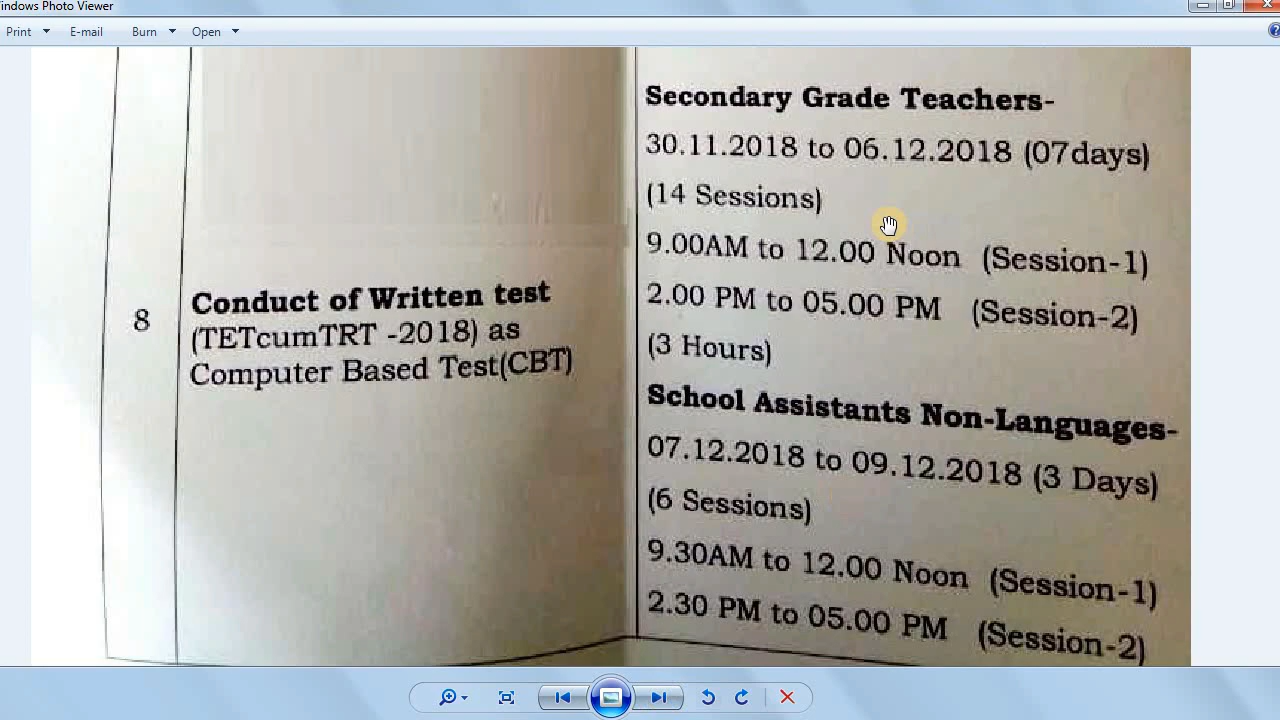 indows Photo Viewer
Print E-mail Burn Open
8
Conduct of Written test
(TETcumTRT -2018) as
Computer Based Test(CBT)
Secondary Grade Teachers-
30.11.2018 to 06.12.2018 (07days)
(14 Sessions)
9.00AM to 12.00 Noon (Session-1)
2.00 PM to 05.00 PM (Session-2)
(3 Hours)
School Assistants Non-Languages-
07.12.2018 to 09.12.2018 (3 Days)
(6 Sessions)
9.30AM to 12.00 Noon (Session-1)
2.30 PM to 05.00 PM (Session-2)